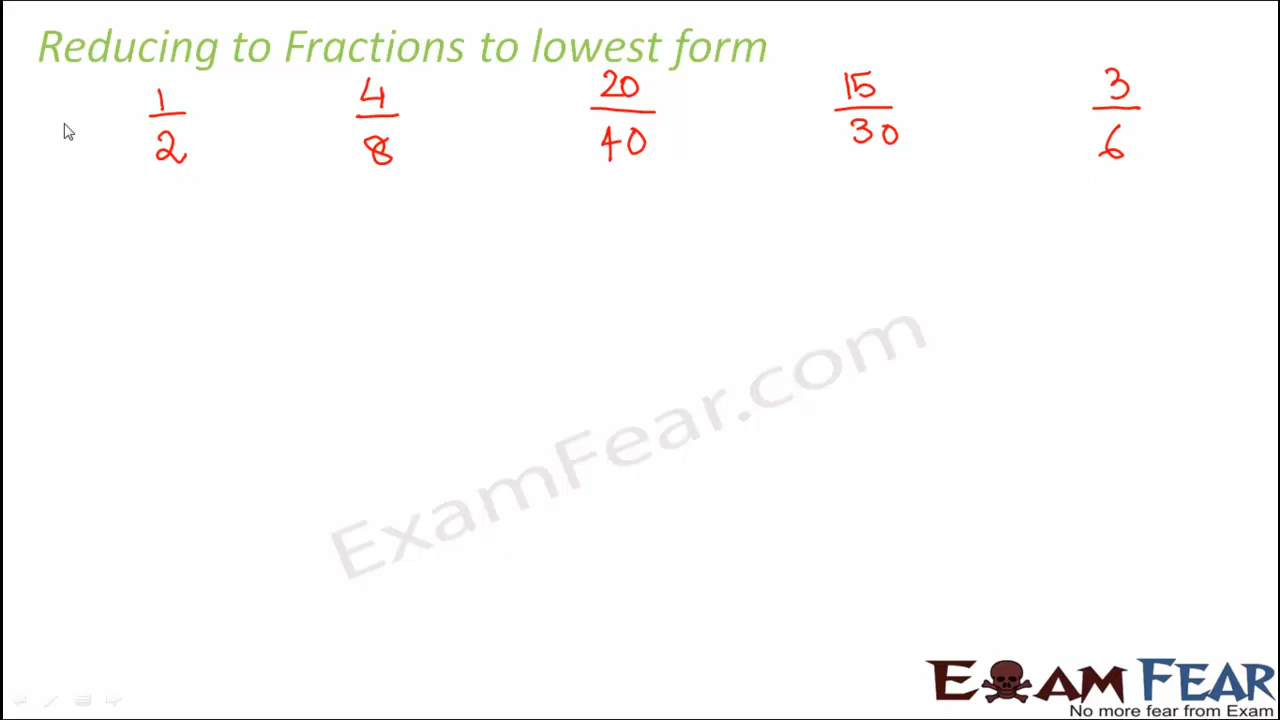 Reducing to Fractions to lowest form
1/2 4/8 20/40 15/30 3/6
ExamFear.com
EXAM FEAR
No more fear from Exam